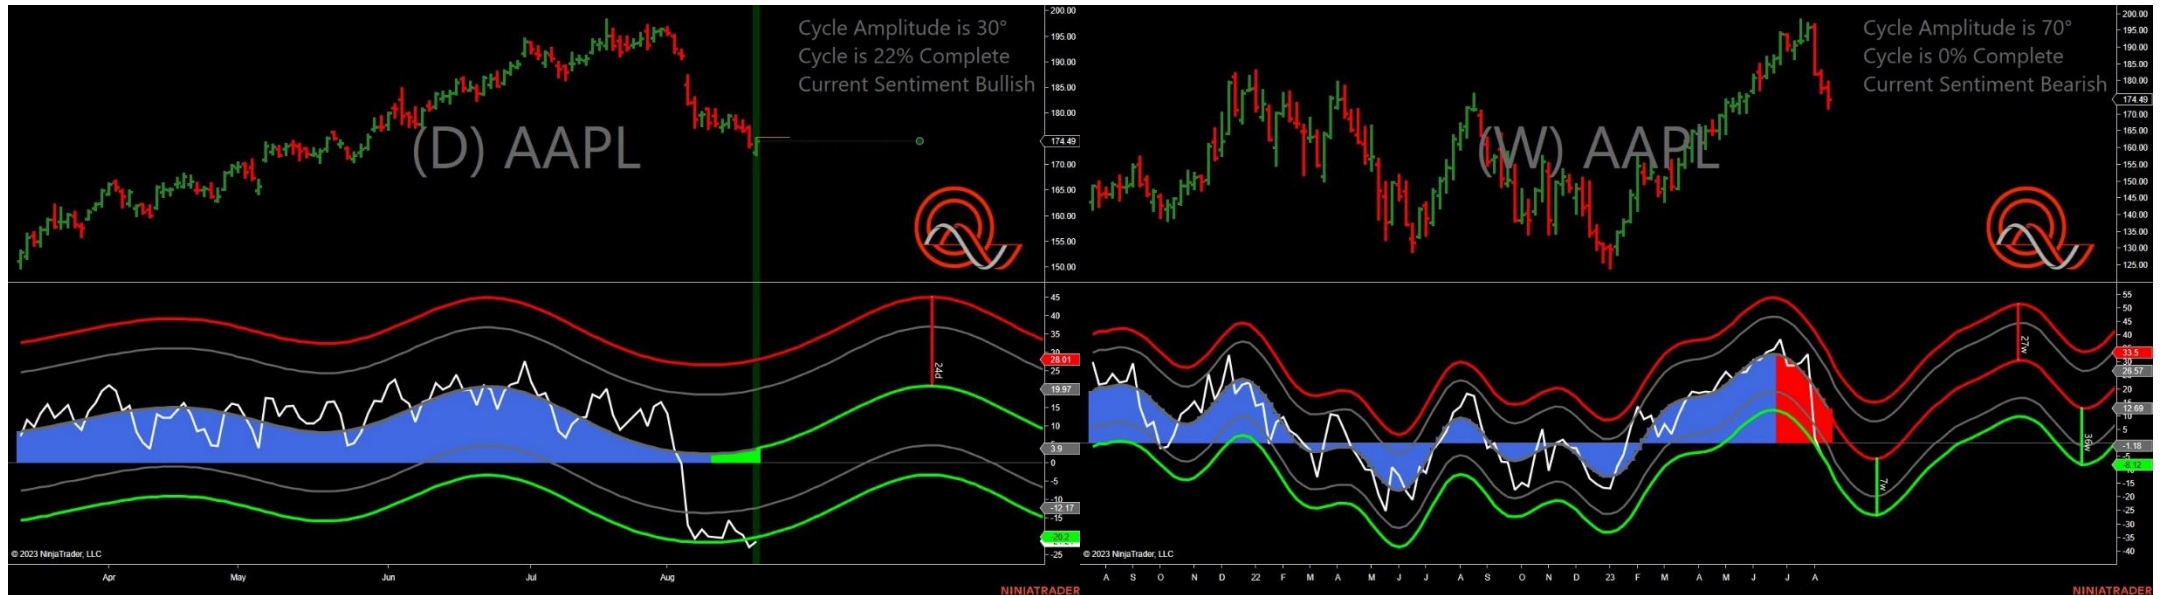 Cycle Amplitude is 30°
Cycle is 22% Complete
Current Sentiment Bullish
(D) AAPL
200.00
195.00
190.00
185.00
180.00
174.49
170.00
165.00
160.00
155.00
150.00
24d
45
40
35
30
28.01
25
19.97
15
10
3.9
0
-5
-10
-12.17
-15
-20.2
-25
© 2023 NinjaTrader, LLC
Apr
May
Jun
Jul
Aug
NINJATRADER
Cycle Amplitude is 70°
Cycle is 0% Complete
Current Sentiment Bearish
(W) AAPL
200.00
195.00
190.00
185.00
180.00
174.49
170.00
165.00
160.00
155.00
150.00
145.00
140.00
135.00
130.00
125.00
7w
27w
36w
55
50
45
40
33.5
30
26.57
20
15
12.69
5
-1.18
-5
-8.12
-15
-20
-25
-30
-35
-40
© 2023 NinjaTrader, LLC
A S O N D 22 F M A M J J A S O N D 23 F M A M J J A
NINJATRADER